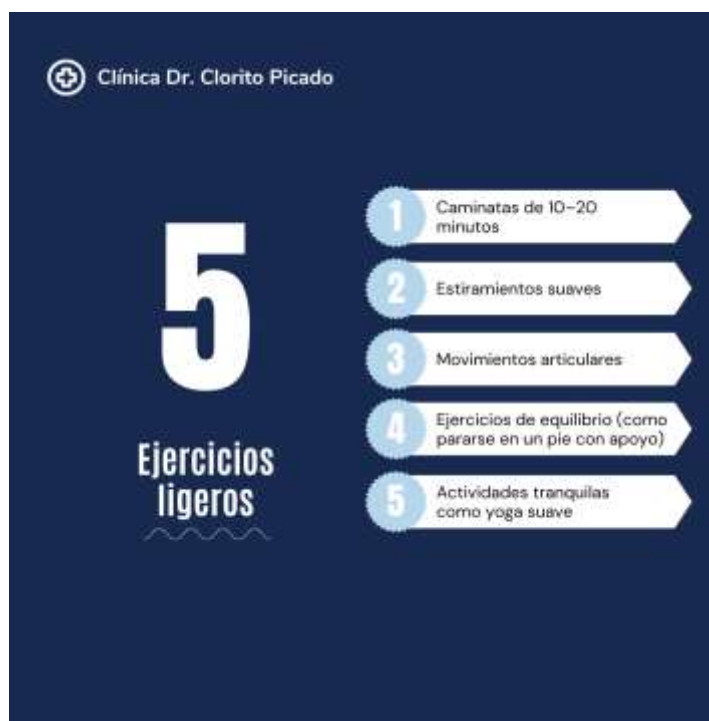 Clínica Dr. Clorito Picado
5
Ejercicios
ligeros
1
Caminatas de 10–20
minutos
2
Estiramientos suaves
3
Movimientos articulares
4
Ejercicios de equilibrio (como
pararse en un pie con apoyo)
5
Actividades tranquilas
como yoga suave